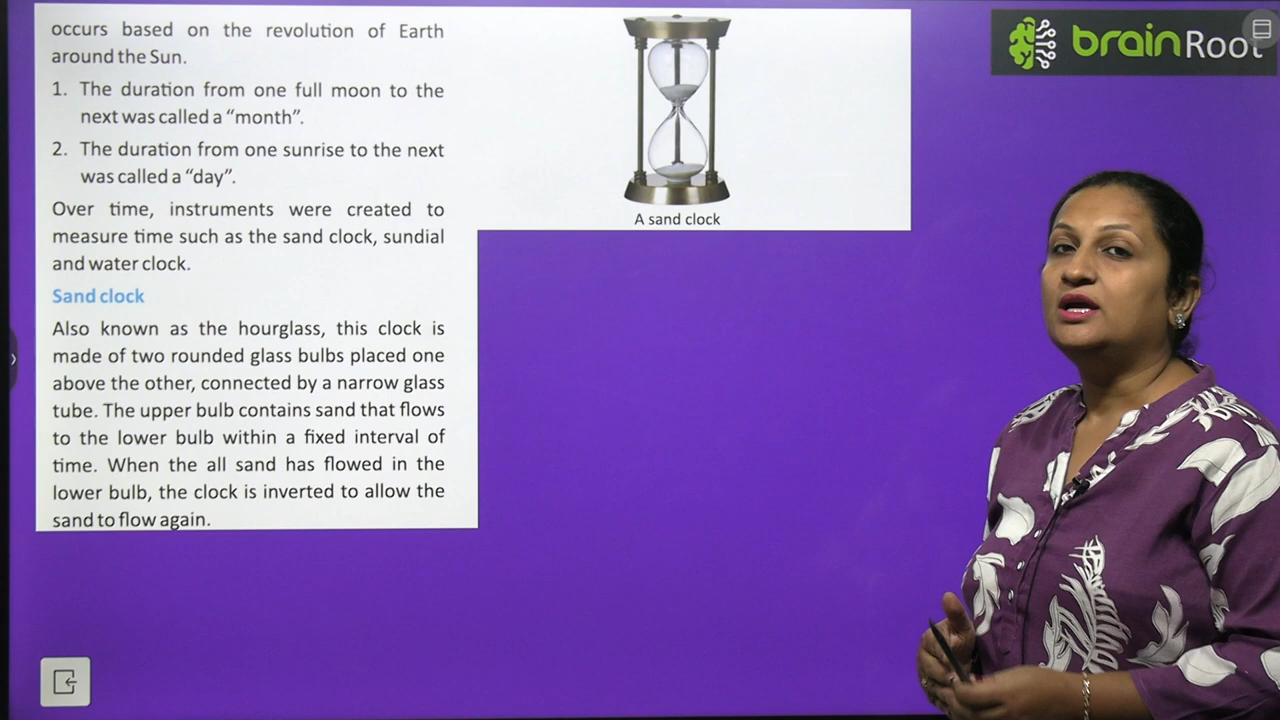 occurs based on the revolution of Earth
around the Sun.
1. The duration from one full moon to the
next was called a “month”.
2. The duration from one sunrise to the next
was called a “day”.
Over time, instruments were created to
measure time such as the sand clock, sundial
and water clock.
Sand clock
Also known as the hourglass, this clock is
made of two rounded glass bulbs placed one
above the other, connected by a narrow glass
tube. The upper bulb contains sand that flows
to the lower bulb within a fixed interval of
time. When the all sand has flowed in the
lower bulb, the clock is inverted to allow the
sand to flow again.
A sand clock
brainRoot